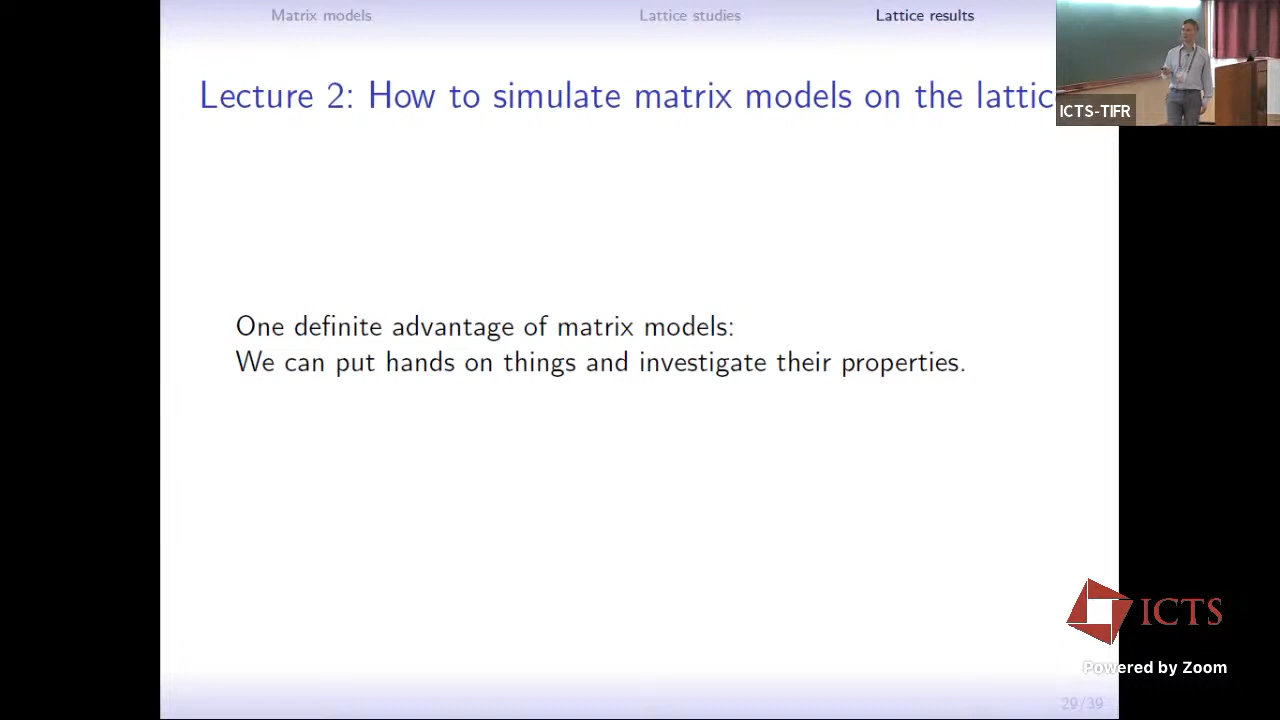 Matrix models
Lattice studies
Lattice results
Lecture 2: How to simulate matrix models on the lattic
ICTS-TIFR
One definite advantage of matrix models:
We can put hands on things and investigate their properties.
ICTS
Powered by Zoom
29/39